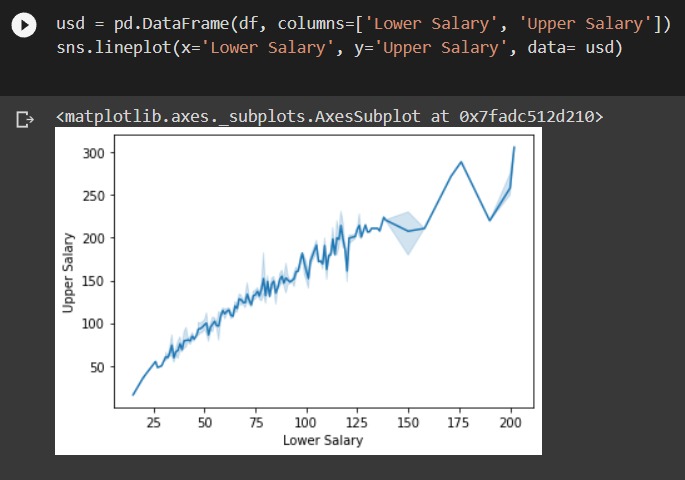 usd = pd.DataFrame(df, columns=['Lower Salary', 'Upper Salary'])
sns.lineplot(x='Lower Salary', y='Upper Salary', data= usd)
<matplotlib.axes._subplots.AxesSubplot at 0x7fadc512d210>
300
250
200
150
100
50
Upper Salary
25 50 75 100 125 150 175 200
Lower Salary